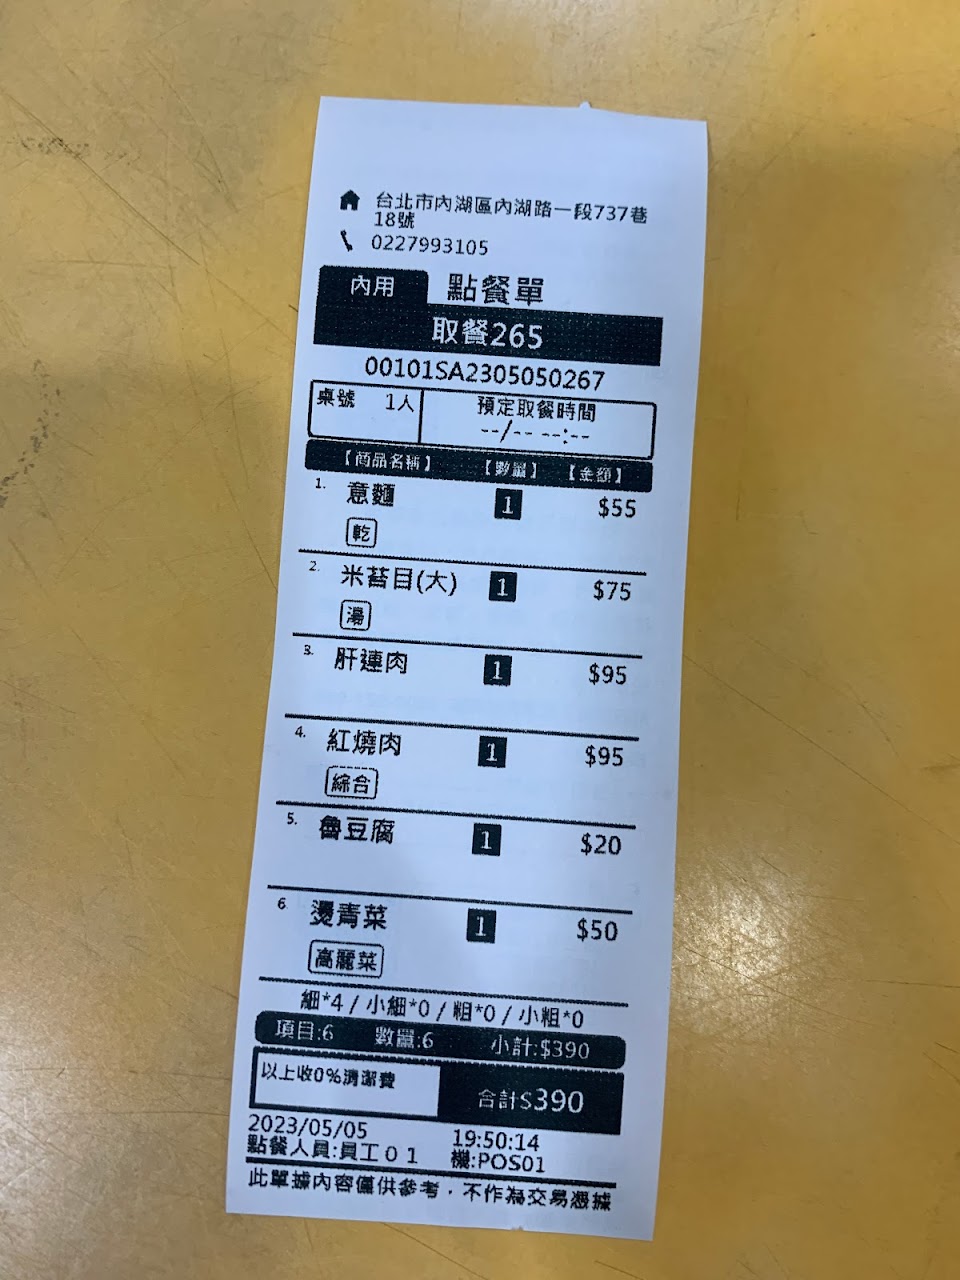 台北市內湖區內湖路一段737巷
18號
0227993105
內用 點餐單
取餐265
00101SA2305050267
桌號 1人 預定取餐時間
--/-- --:--
【商品名稱】 【數量】 【金額】
1. 意麵 1 $55
乾
2. 米苔目(大) 1 $75
湯
3. 肝連肉 1 $95
4. 紅燒肉 1 $95
綜合
5. 魯豆腐 1 $20
6. 燙青菜 1 $50
高麗菜
細*4 / 小細*0 / 粗*0 / 小粗*0
項目:6 數量:6 小計:$390
以上收0%清潔費 合計$390
2023/05/05 19:50:14
點餐人員:員工01 機:POS01
此單據內容僅供參考，不作為交易憑據